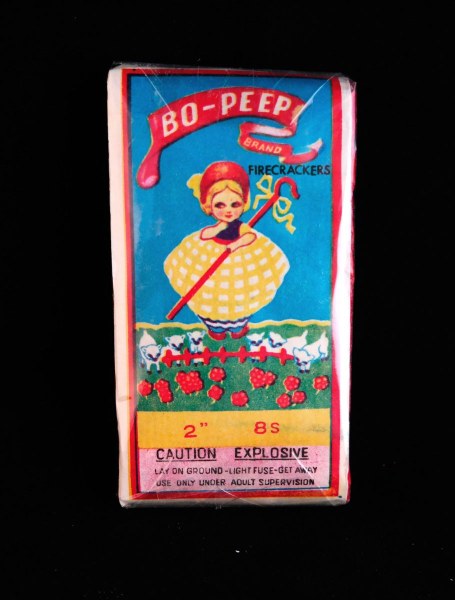 BO-PEEP
BRAND
FIRECRACKERS
2" 8S
CAUTION EXPLOSIVE
LAY ON GROUND-LIGHT FUSE-GET AWAY
USE ONLY UNDER ADULT SUPERVISION